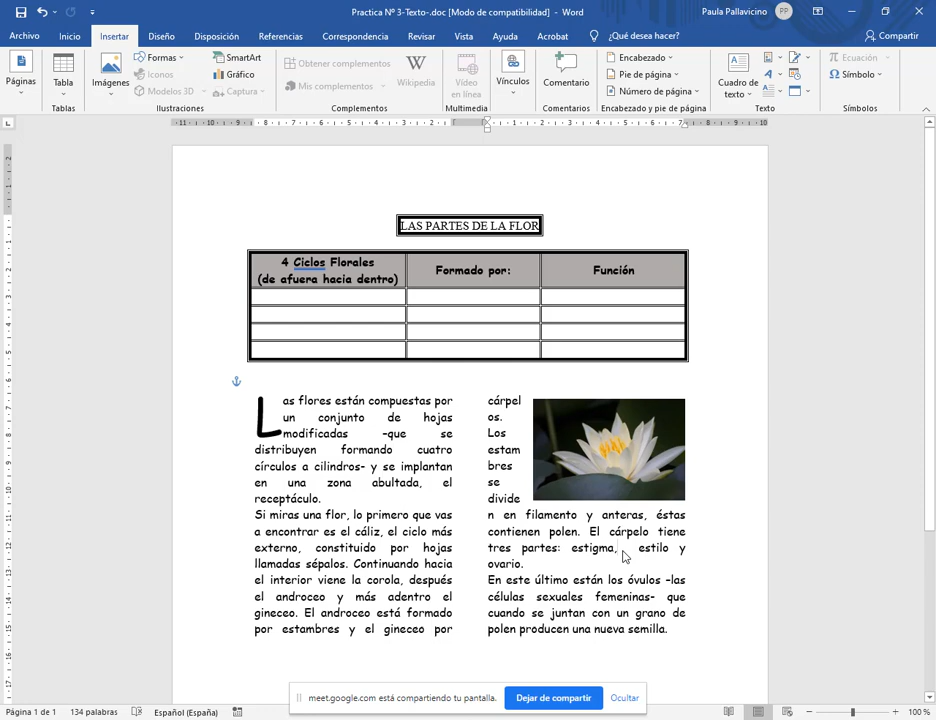 Practica Nº 3-Texto-.doc [Modo de compatibilidad] - Word
Paula Pallavicino PP
Archivo Inicio Insertar Diseño Disposición Referencias Correspondencia Revisar Vista Ayuda Acrobat ¿Qué desea hacer? Compartir
Páginas
Tabla
Tablas
Imágenes
Formas
Iconos
Modelos 3D
SmartArt
Gráfico
Captura
Ilustraciones
Obtener complementos
Mis complementos
Wikipedia
Complementos
Vídeo
en línea
Multimedia
Vínculos
Comentario
Comentarios
Encabezado
Pie de página
Número de página
Encabezado y pie de página
Cuadro de
texto
Texto
Ecuación
Símbolo
Símbolos
LAS PARTES DE LA FLOR
4 Ciclos Florales
(de afuera hacia dentro)
Formado por:
Función
Las flores están compuestas por
un conjunto de hojas
modificadas –que se
distribuyen formando cuatro
círculos a cilindros- y se implantan
en una zona abultada, el
receptáculo.
Si miras una flor, lo primero que vas
a encontrar es el cáliz, el ciclo más
externo, constituido por hojas
llamadas sépalos. Continuando hacia
el interior viene la corola, después
el androceo y más adentro el
gineceo. El androceo está formado
por estambres y el gineceo por
cárpel
os.
Los
estam
bres
se
divide
n en filamento y anteras, éstas
contienen polen. El cárpelo tiene
tres partes: estigma, estilo y
ovario.
En este último están los óvulos –las
células sexuales femeninas- que
cuando se juntan con un grano de
polen producen una nueva semilla.
meet.google.com está compartiendo tu pantalla. Dejar de compartir Ocultar
Página 1 de 1 134 palabras Español (España) 100 %